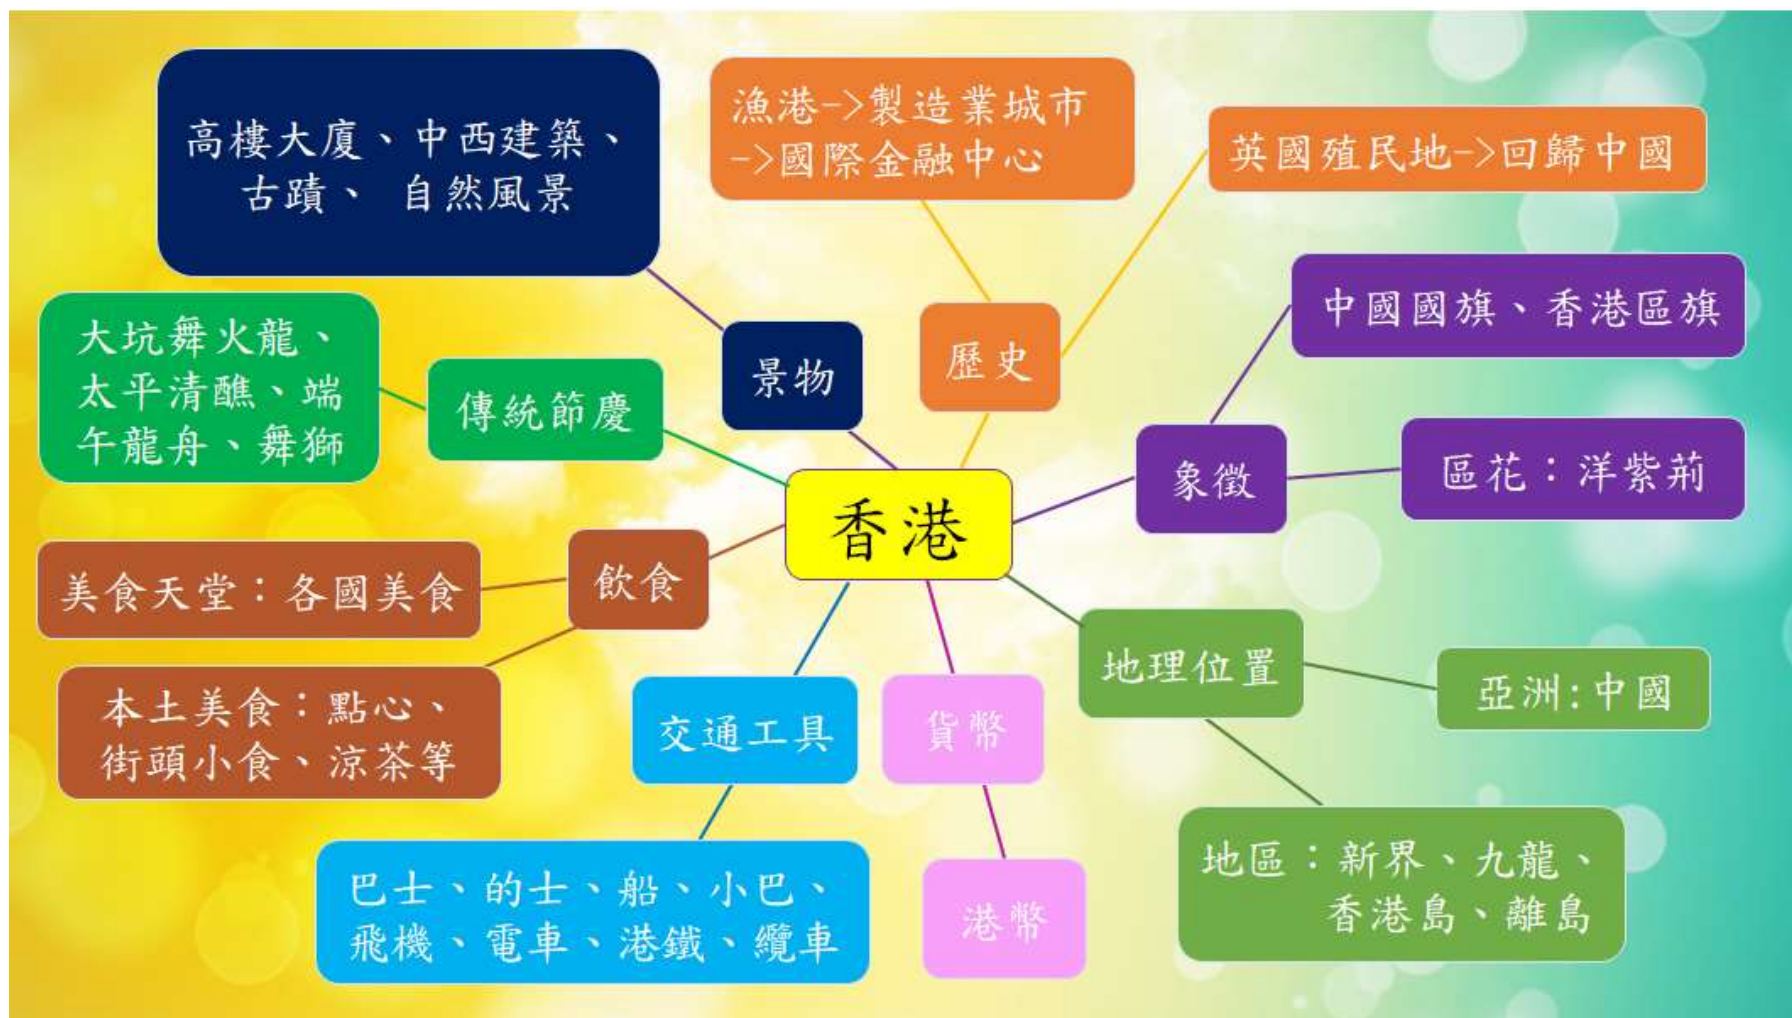 高樓大廈、中西建築、
古蹟、 自然風景
漁港->製造業城市
->國際金融中心
英國殖民地->回歸中國
大坑舞火龍、
太平清醮、端
午龍舟、舞獅
傳統節慶
景物
歷史
中國國旗、香港區旗
象徵
區花：洋紫荊
香港
美食天堂：各國美食
飲食
本土美食：點心、
街頭小食、涼茶等
交通工具
貨幣
地理位置
亞洲:中國
巴士、的士、船、小巴、
飛機、電車、港鐵、纜車
港幣
地區：新界、九龍、
香港島、離島